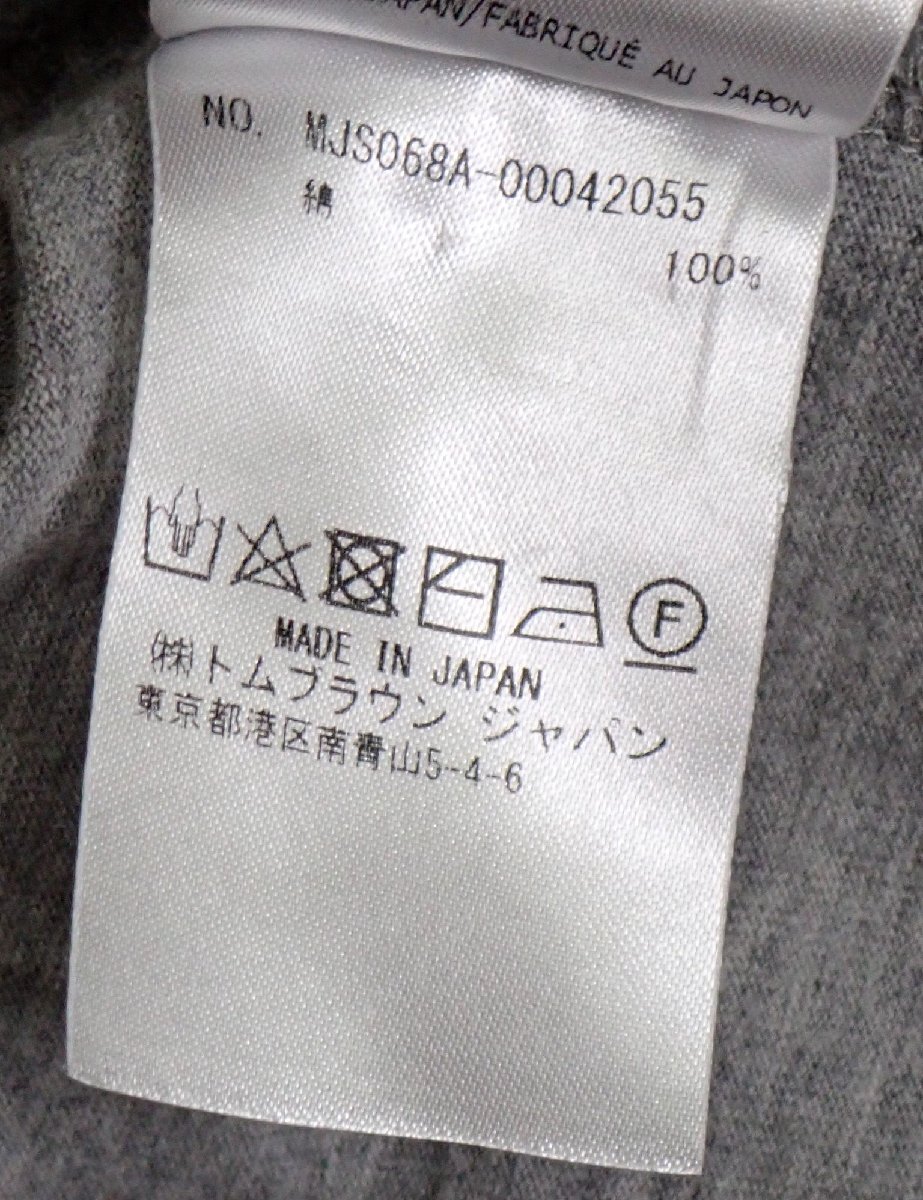 JAPAN/FABRIQUÉ AU JAPON
NO. MJS068A-00042055
綿
100%
F
MADE IN JAPAN
(株)トムブラウン ジャパン
東京都港区南青山5-4-6